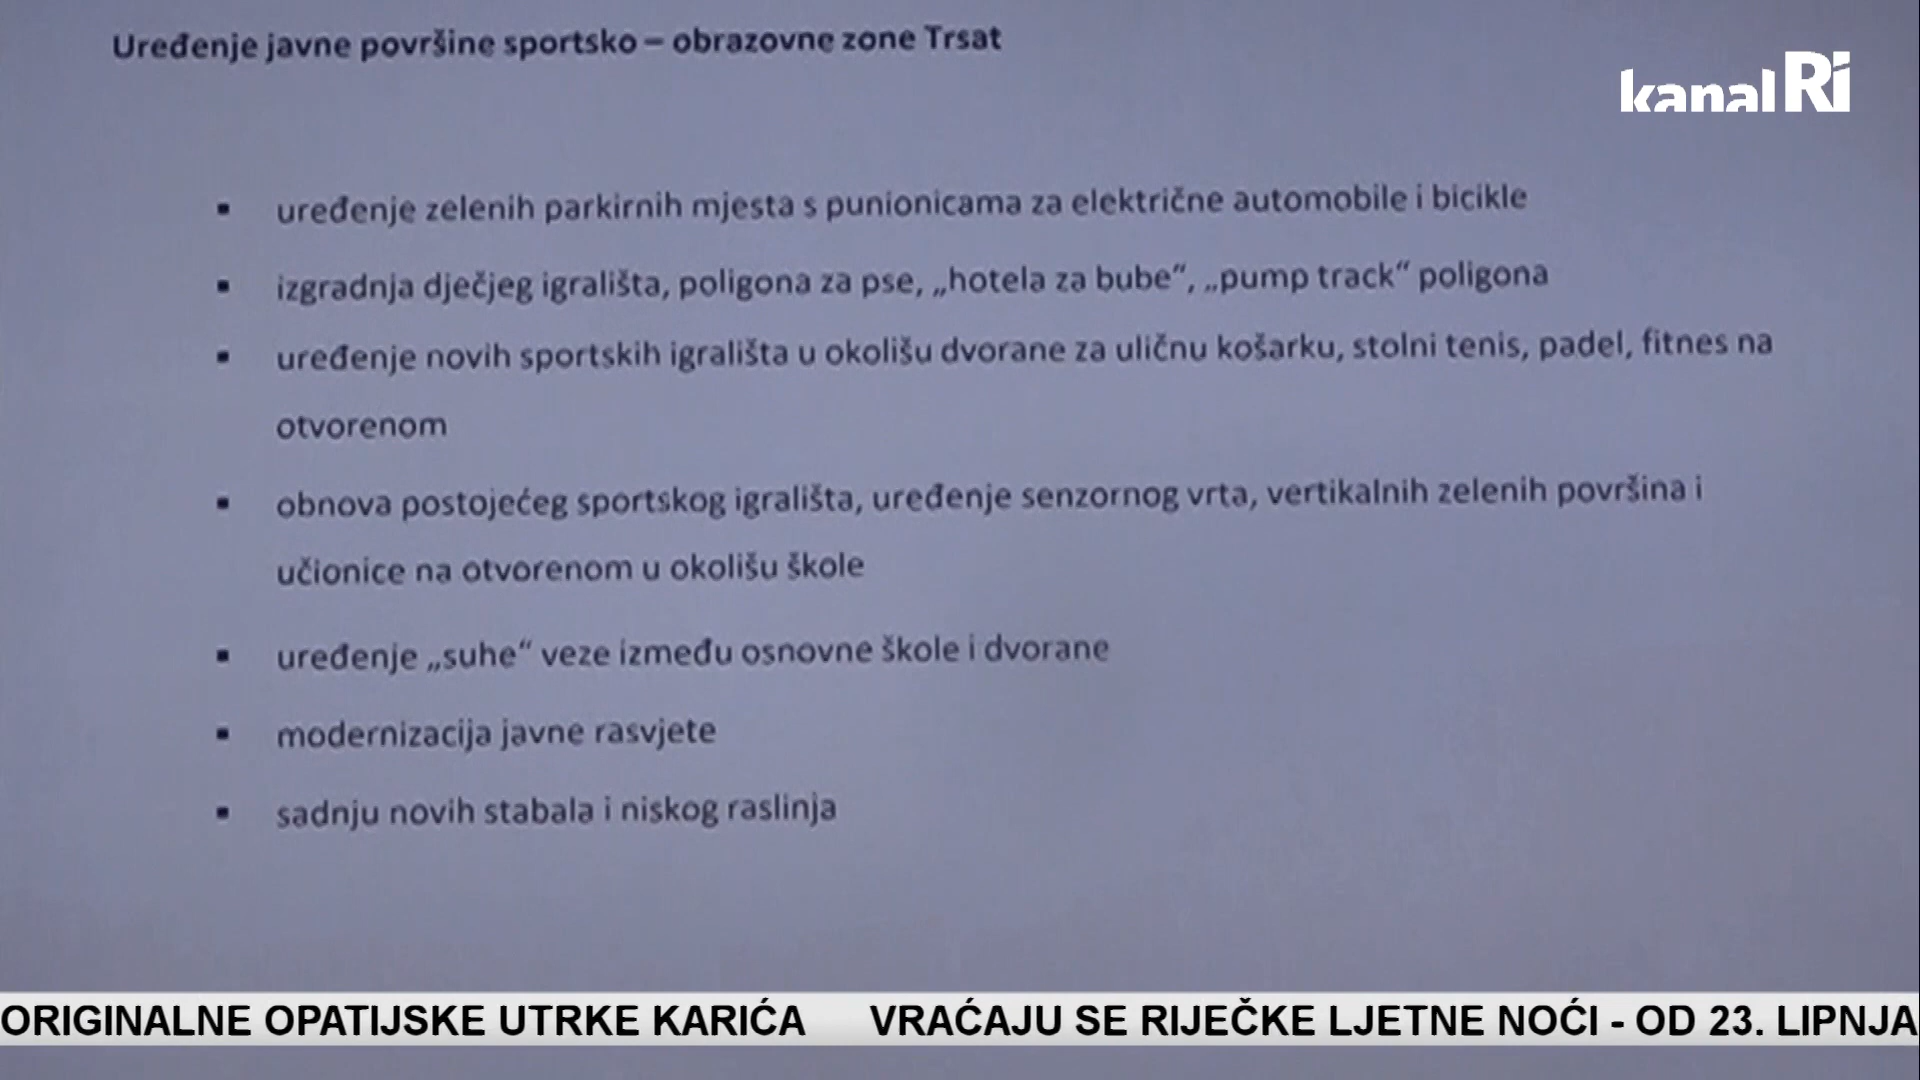 Uređenje javne površine sportsko – obrazovne zone Trsat
kanal Ri
▪ uređenje zelenih parkirnih mjesta s punionicama za električne automobile i bicikle
▪ izgradnja dječjeg igrališta, poligona za pse, „hotela za bube“, „pump track“ poligona
▪ uređenje novih sportskih igrališta u okolišu dvorane za uličnu košarku, stolni tenis, padel, fitnes na
otvorenom
▪ obnova postojećeg sportskog igrališta, uređenje senzornog vrta, vertikalnih zelenih površina i
učionice na otvorenom u okolišu škole
▪ uređenje „suhe“ veze između osnovne škole i dvorane
▪ modernizacija javne rasvjete
▪ sadnju novih stabala i niskog raslinja
ORIGINALNE OPATIJSKE UTRKE KARIĆA VRAĆAJU SE RIJEČKE LJETNE NOĆI - OD 23. LIPNJA